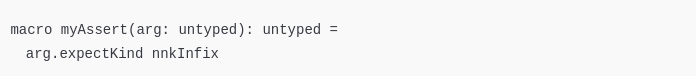 macro myAssert(arg: untyped): untyped =
  arg.expectKind nnkInfix